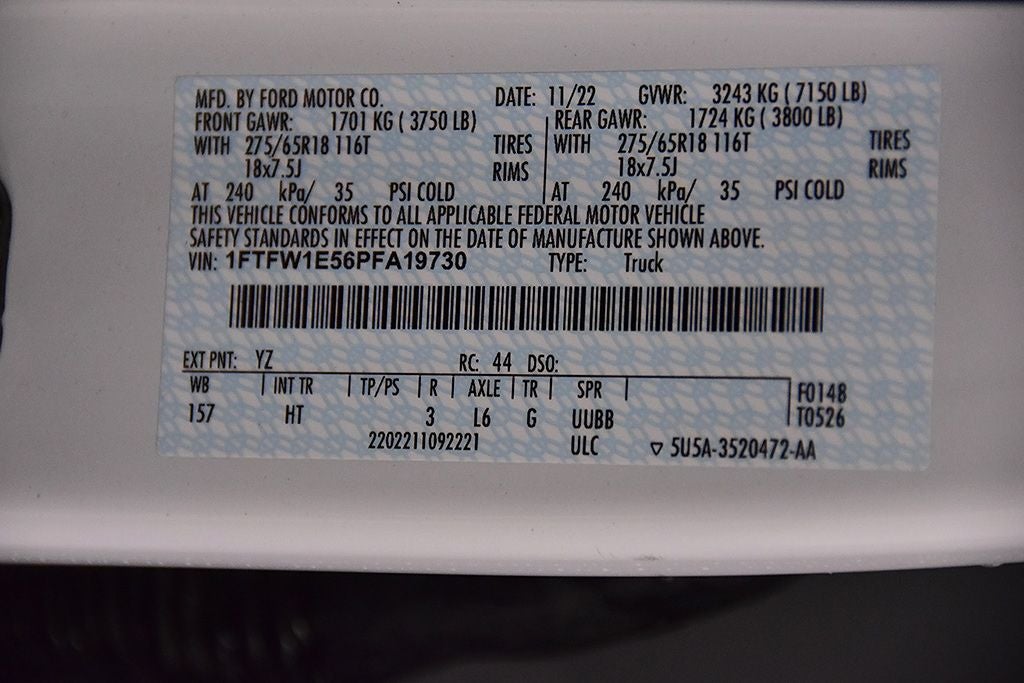 MFD. BY FORD MOTOR CO. DATE: 11/22 GVWR: 3243 KG ( 7150 LB)
FRONT GAWR: 1701 KG ( 3750 LB) REAR GAWR: 1724 KG ( 3800 LB)
WITH 275/65R18 116T TIRES WITH 275/65R18 116T TIRES
18x7.5J RIMS 18x7.5J RIMS
AT 240 kPa/ 35 PSI COLD AT 240 kPa/ 35 PSI COLD
THIS VEHICLE CONFORMS TO ALL APPLICABLE FEDERAL MOTOR VEHICLE
SAFETY STANDARDS IN EFFECT ON THE DATE OF MANUFACTURE SHOWN ABOVE.
VIN: 1FTFW1E56PFA19730 TYPE: Truck
EXT PNT: YZ RC: 44 DSO:
WB INT TR TP/PS R AXLE TR SPR F0148
157 HT 3 L6 G UUBB T0526
2202211092221 ULC ▽ 5U5A-3520472-AA